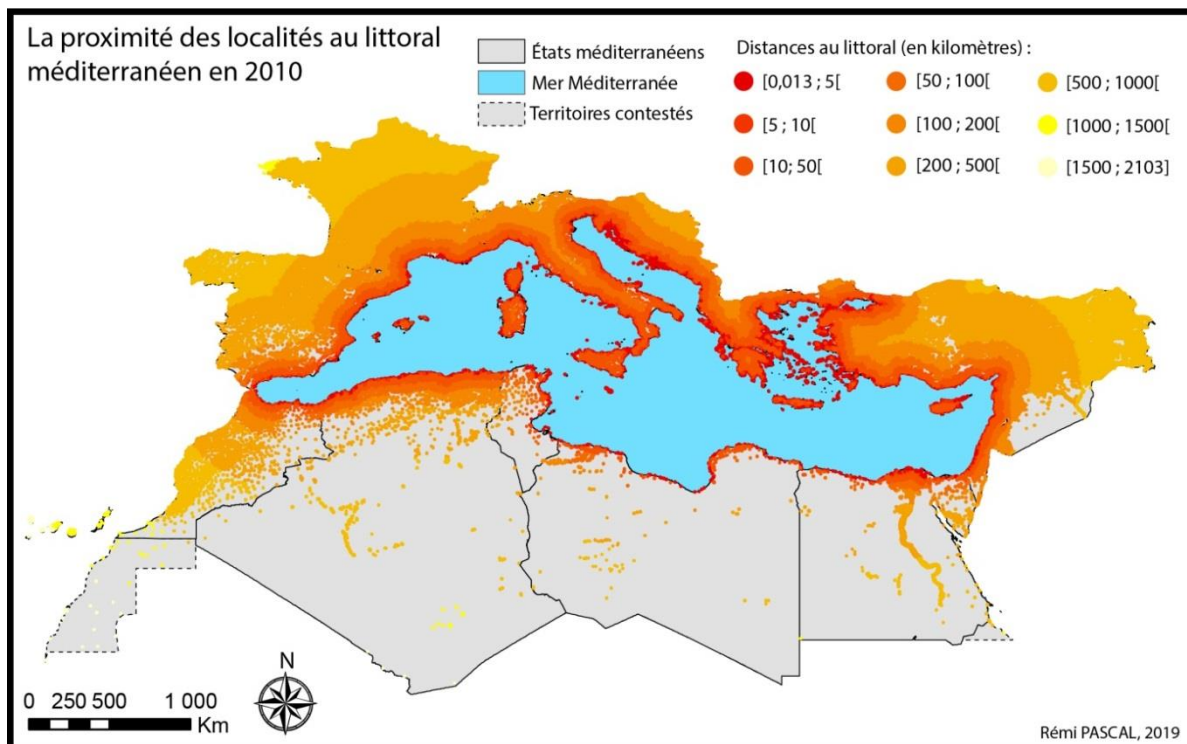 La proximité des localités au littoral
méditerranéen en 2010
États méditerranéens
Mer Méditerranée
Territoires contestés
Distances au littoral (en kilomètres) :
[0,013 ; 5[
[50 ; 100[
[500 ; 1000[
[5 ; 10[
[100 ; 200[
[1000 ; 1500[
[10; 50[
[200 ; 500[
[1500 ; 2103]
N
0 250 500 1 000
Km
Rémi PASCAL, 2019